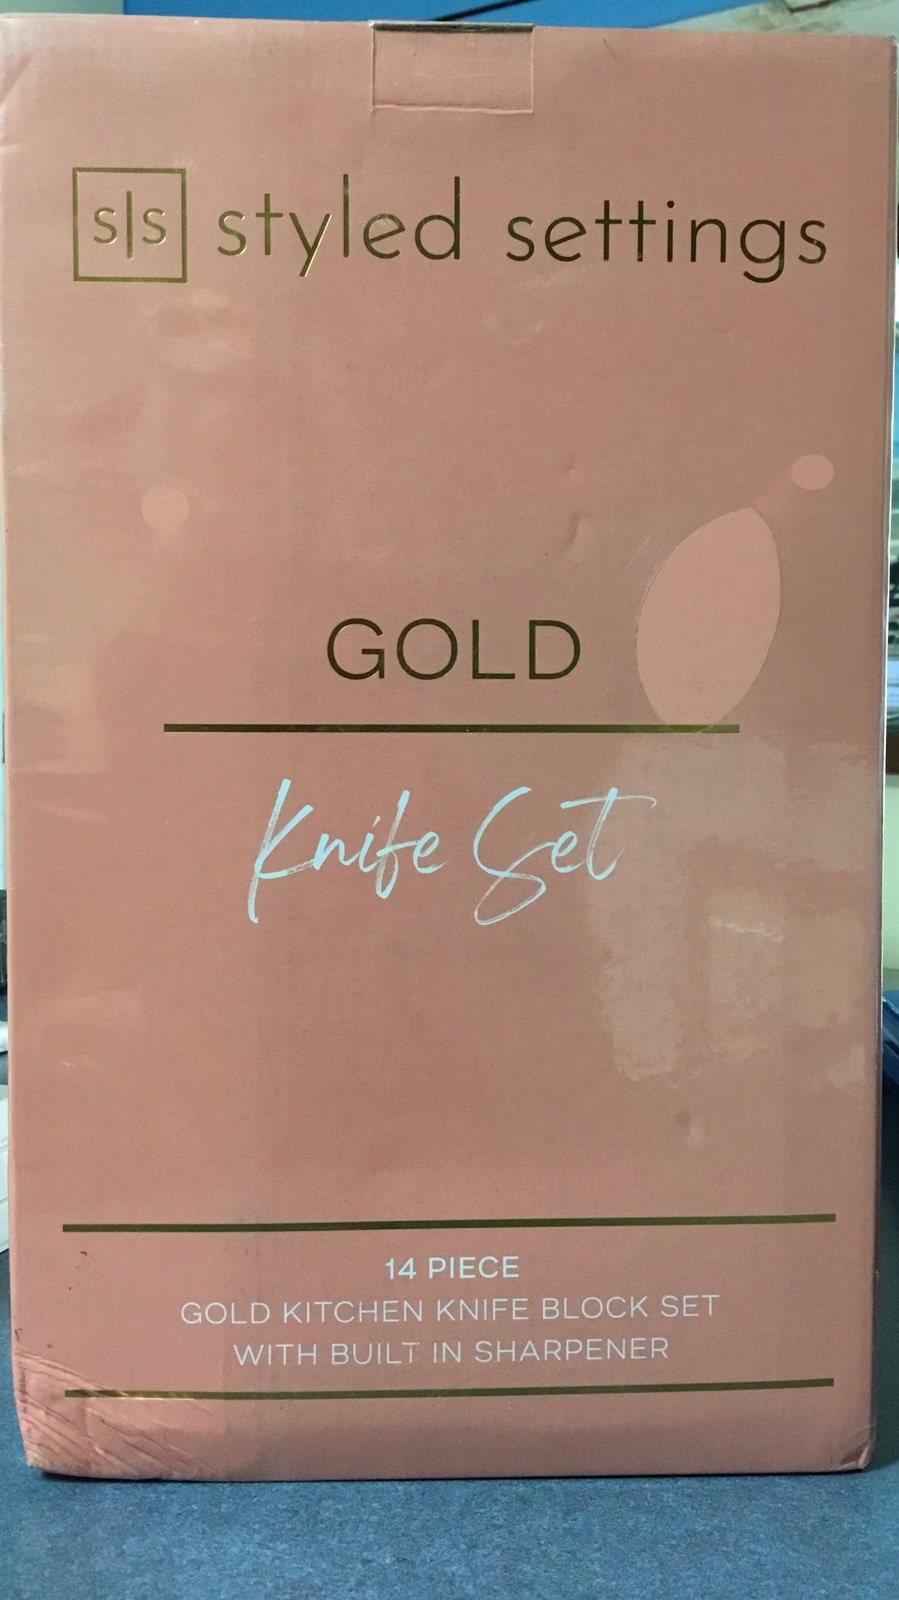 s|s styled settings
GOLD
Knife Set
14 PIECE
GOLD KITCHEN KNIFE BLOCK SET
WITH BUILT IN SHARPENER